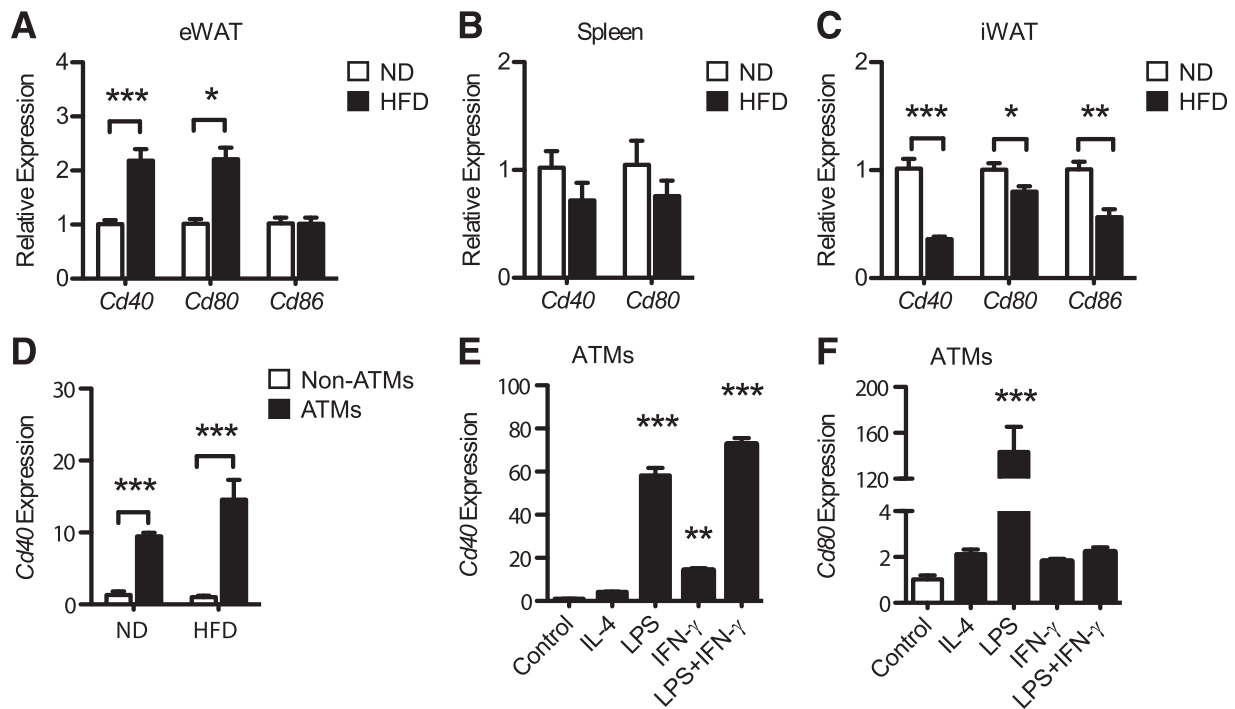 A
eWAT
Relative Expression
4
3
2
1
0
***
*
ND
HFD
Cd40 Cd80 Cd86
B
Spleen
Relative Expression
2
1
0
ND
HFD
Cd40 Cd80
C
iWAT
Relative Expression
2
1
0
***
*
**
ND
HFD
Cd40 Cd80 Cd86
D
Cd40 Expression
30
20
10
0
***
***
Non-ATMs
ATMs
ND HFD
E
ATMs
Cd40 Expression
100
80
60
40
20
0
***
**
***
Control
IL-4
LPS
IFN-γ
LPS+IFN-γ
F
ATMs
Cd80 Expression
200
160
120
4
2
0
***
Control
IL-4
LPS
IFN-γ
LPS+IFN-γ